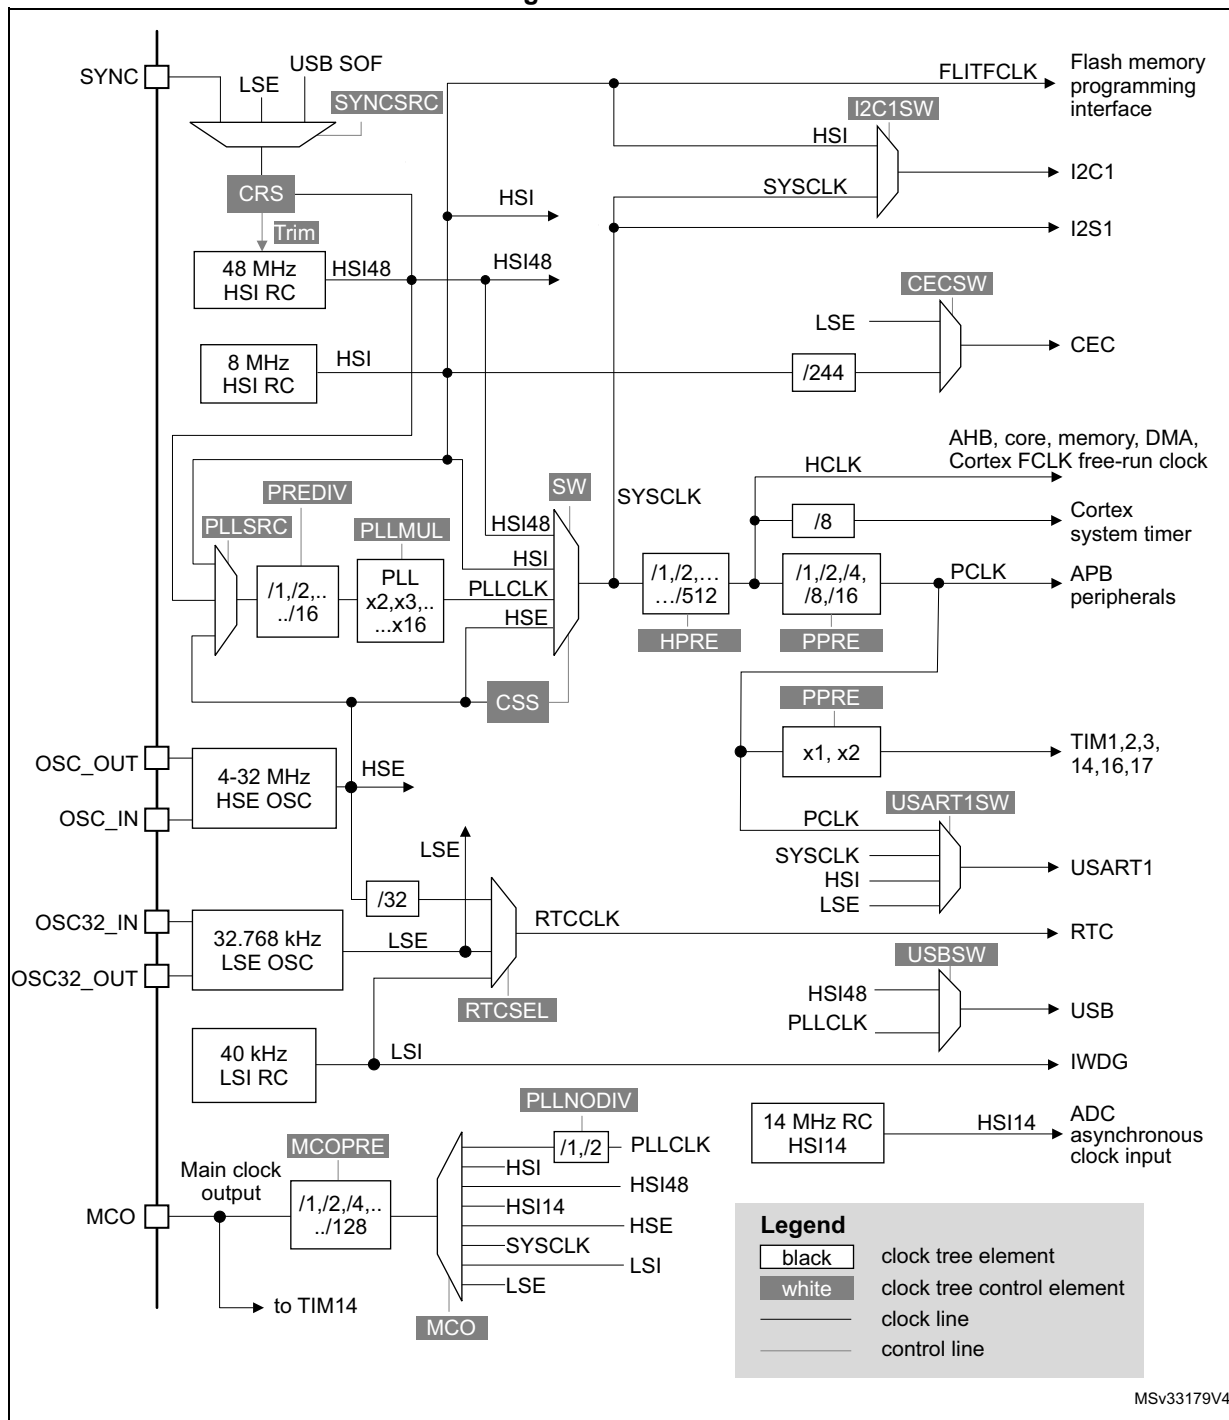 SYNC
USB SOF
LSE
SYNCSRC
CRS
Trim
48 MHz
HSI RC
HSI48
HSI48
HSI
8 MHz
HSI RC
HSI
FLITFCLK
Flash memory
programming
interface
I2C1SW
HSI
SYSCLK
I2C1
I2S1
CECSW
LSE
/244
CEC
AHB, core, memory, DMA,
Cortex FCLK free-run clock
HCLK
/8
Cortex
system timer
PLLSRC
PREDIV
/1,/2,..
../16
PLLMUL
PLL
x2,x3,..
...x16
SW
HSI48
HSI
PLLCLK
HSE
SYSCLK
/1,/2,…
…/512
HPRE
/1,/2,/4,
/8,/16
PPRE
PCLK
APB
peripherals
CSS
PPRE
x1, x2
TIM1,2,3,
14,16,17
OSC_OUT
OSC_IN
4-32 MHz
HSE OSC
HSE
USART1SW
PCLK
SYSCLK
HSI
LSE
USART1
LSE
/32
OSC32_IN
OSC32_OUT
32.768 kHz
LSE OSC
LSE
RTCCLK
RTC
RTCSEL
USBSW
HSI48
PLLCLK
USB
40 kHz
LSI RC
LSI
IWDG
14 MHz RC
HSI14
HSI14
ADC
asynchronous
clock input
PLLNODIV
/1,/2
PLLCLK
HSI
HSI48
HSI14
HSE
SYSCLK
LSI
LSE
MCO
MCOPRE
/1,/2,/4,..
../128
Main clock
output
MCO
to TIM14
Legend
black
clock tree element
white
clock tree control element
clock line
control line
MSv33179V4